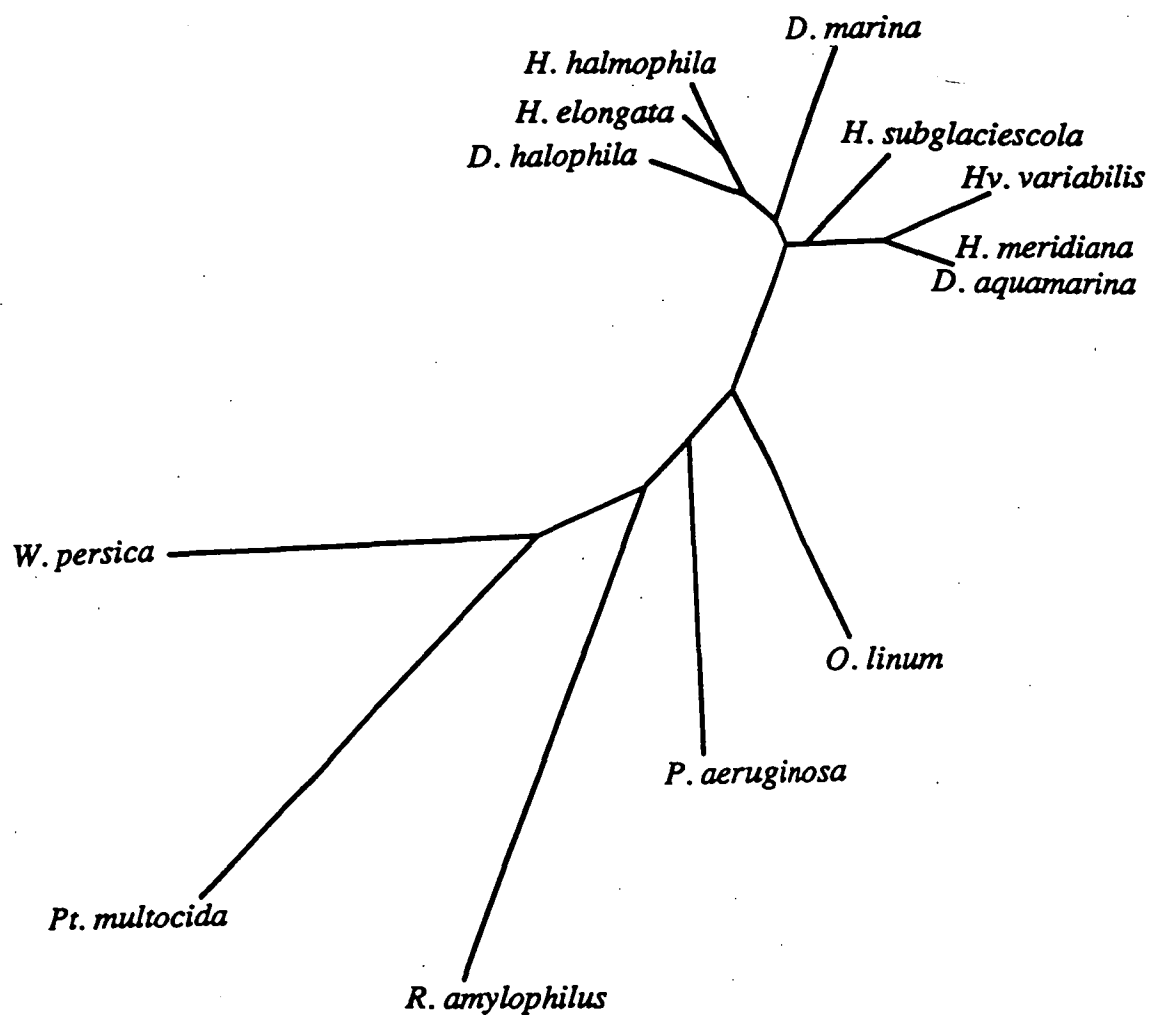 D. marina
H. halmophila
H. elongata
D. halophila
H. subglaciescola
Hv. variabilis
H. meridiana
D. aquamarina
W. persica
O. linum
P. aeruginosa
Pt. multocida
R. amylophilus